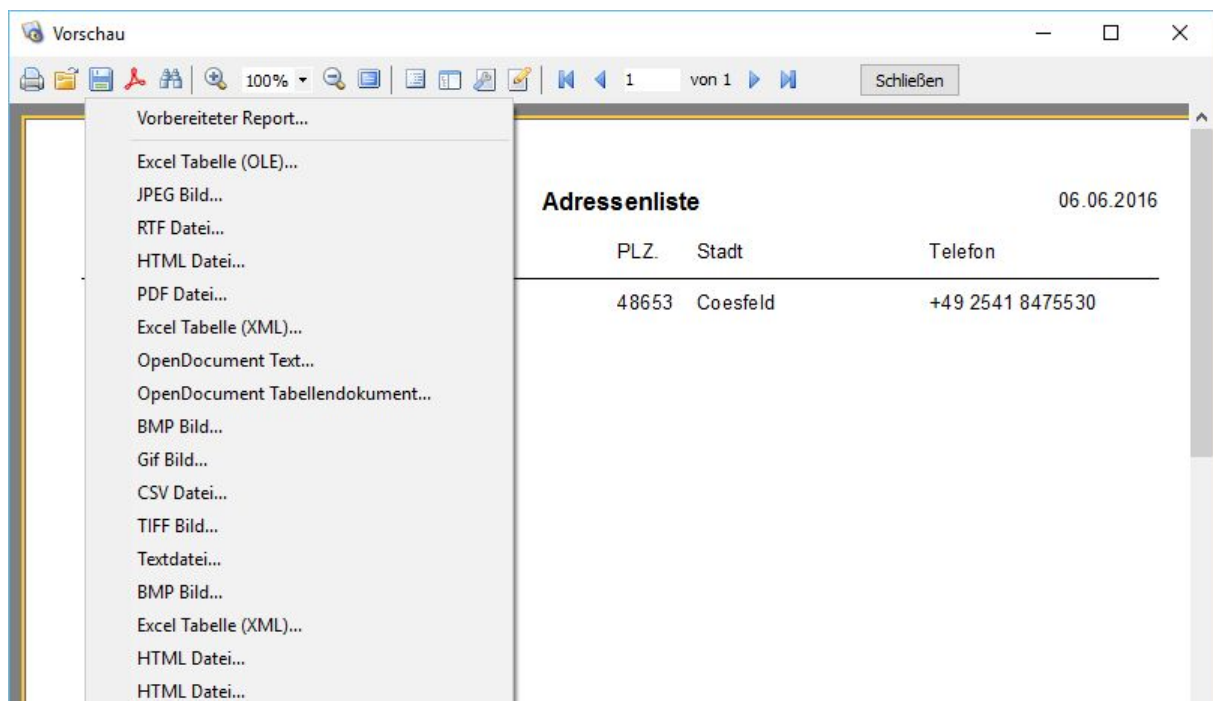 Vorschau
100% 1 von 1 Schließen
Vorbereiteter Report...
Excel Tabelle (OLE)...
JPEG Bild...
RTF Datei...
HTML Datei...
PDF Datei...
Excel Tabelle (XML)...
OpenDocument Text...
OpenDocument Tabellendokument...
BMP Bild...
Gif Bild...
CSV Datei...
TIFF Bild...
Textdatei...
BMP Bild...
Excel Tabelle (XML)...
HTML Datei...
HTML Datei...
Adressenliste 06.06.2016
PLZ. Stadt Telefon
48653 Coesfeld +49 2541 8475530